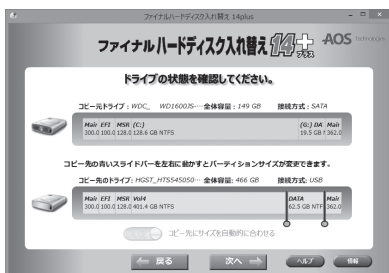 ファイナルハードディスク入れ替え 14plus
ファイナルハードディスク入れ替え 14+ プラス
AOS Technologies
ドライブの状態を確認してください。
コピー元ドライブ : WDC_ WD1600JS-… 全体容量 : 149 GB 接続方式 : SATA
Mair EFI MSR (C:) (G:) DA Mair
300.0 100.0 128.0 128.6 GB NTFS 19.5 GB 362.0
コピー先の青いスライドバーを左右に動かすとパーティションサイズが変更できます。
コピー先のドライブ : HGST_HTS545050… 全体容量 : 466 GB 接続方式 : USB
Mair EFI MSR Vol4 DATA Mair
300.0 100.0 128.0 401.4 GB NTFS 62.5 GB NTF 362.0
コピー先にサイズを自動的に合わせる
戻る 次へ ヘルプ 情報